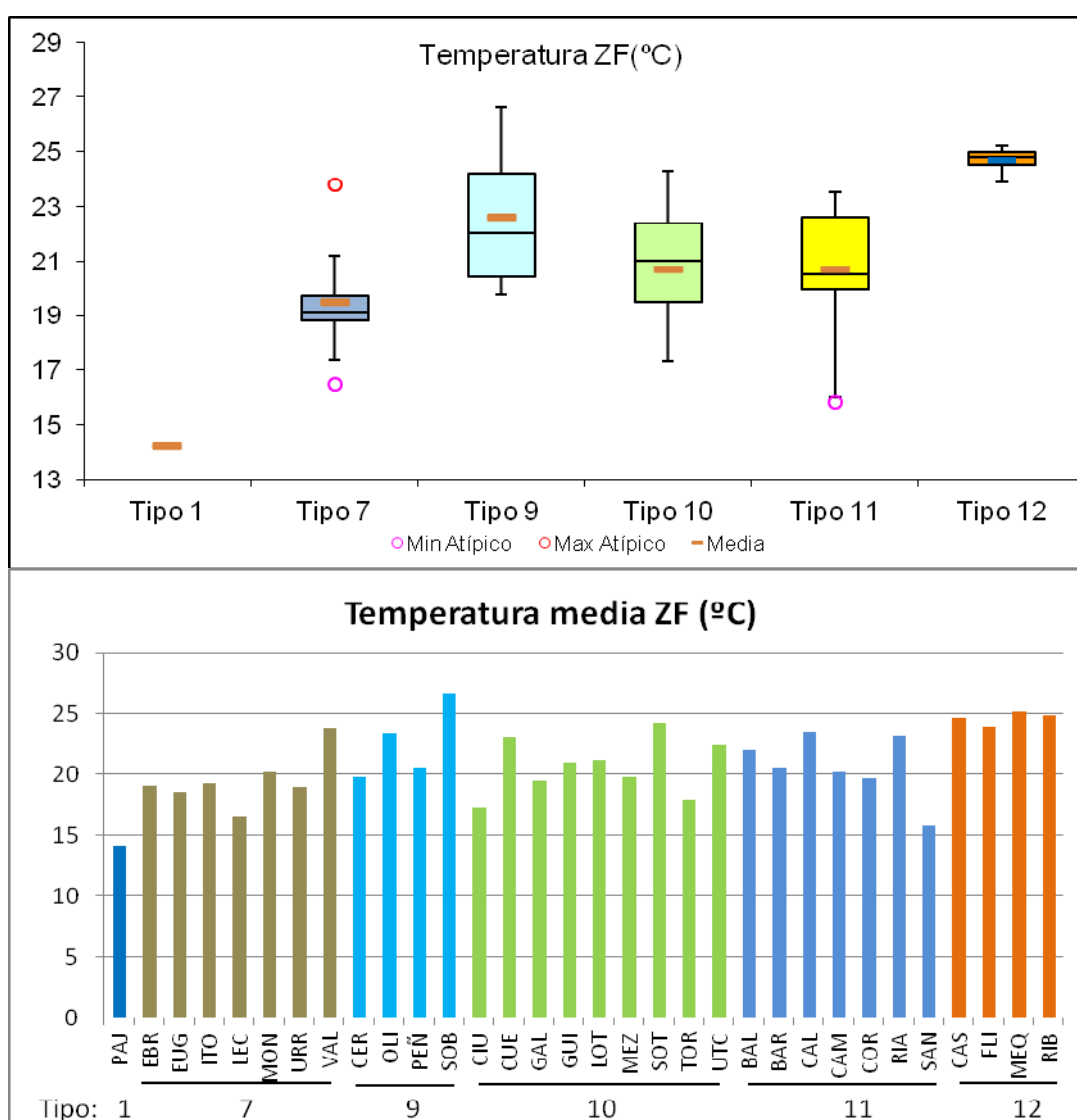 Temperatura ZF(ºC)
29
27
25
23
21
19
17
15
13
Tipo 1 Tipo 7 Tipo 9 Tipo 10 Tipo 11 Tipo 12
Min Atípico Max Atípico Media
Temperatura media ZF (ºC)
30
25
20
15
10
5
0
PAJ EBR EUG ITO LEC MON URR VAL CER OLI PEÑ SOB CIU CUE GAL GUI LOT MEZ SOT TOR UTC BAL BAR CAL CAM COR RIA SAN CAS FLI MEQ RIB
Tipo: 1 7 9 10 11 12